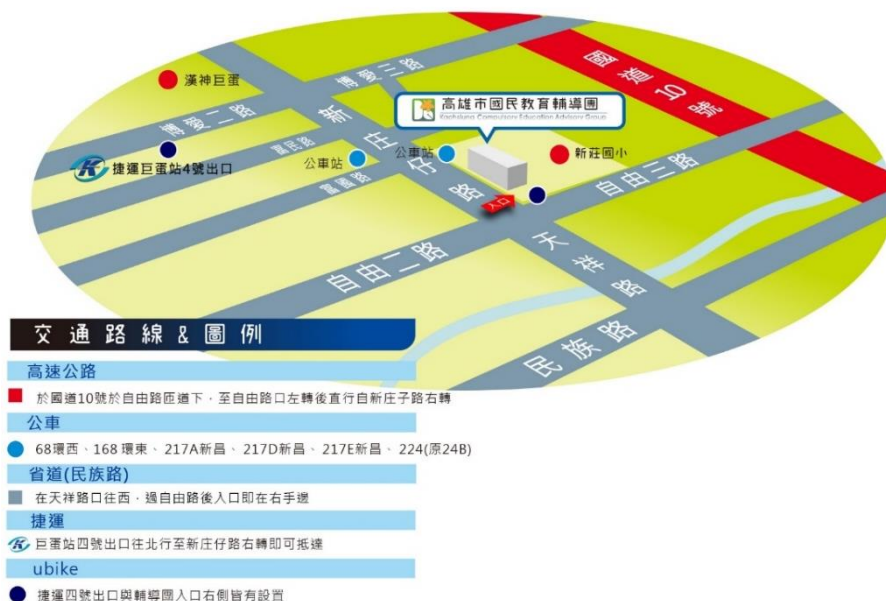 國道10號
博愛三路
漢神巨蛋
新庄仔路
高雄市國民教育輔導團
Kaohsiung Compulsory Education Advisory Group
博愛二路
公車站
公車站
新莊國小
自由三路
捷運巨蛋站4號出口
入口
自由二路
天祥路
民族路
交通路線&圖例
高速公路
於國道10號於自由路匝道下，至自由路口左轉後直行自新庄子路右轉
公車
68環西、168環東、217A新昌、217D新昌、217E新昌、224(原24B)
省道(民族路)
在天祥路口往西，過自由路後入口即在右手邊
捷運
巨蛋站四號出口往北行至新庄仔路右轉即可抵達
ubike
捷運四號出口與輔導團入口右側皆有設置